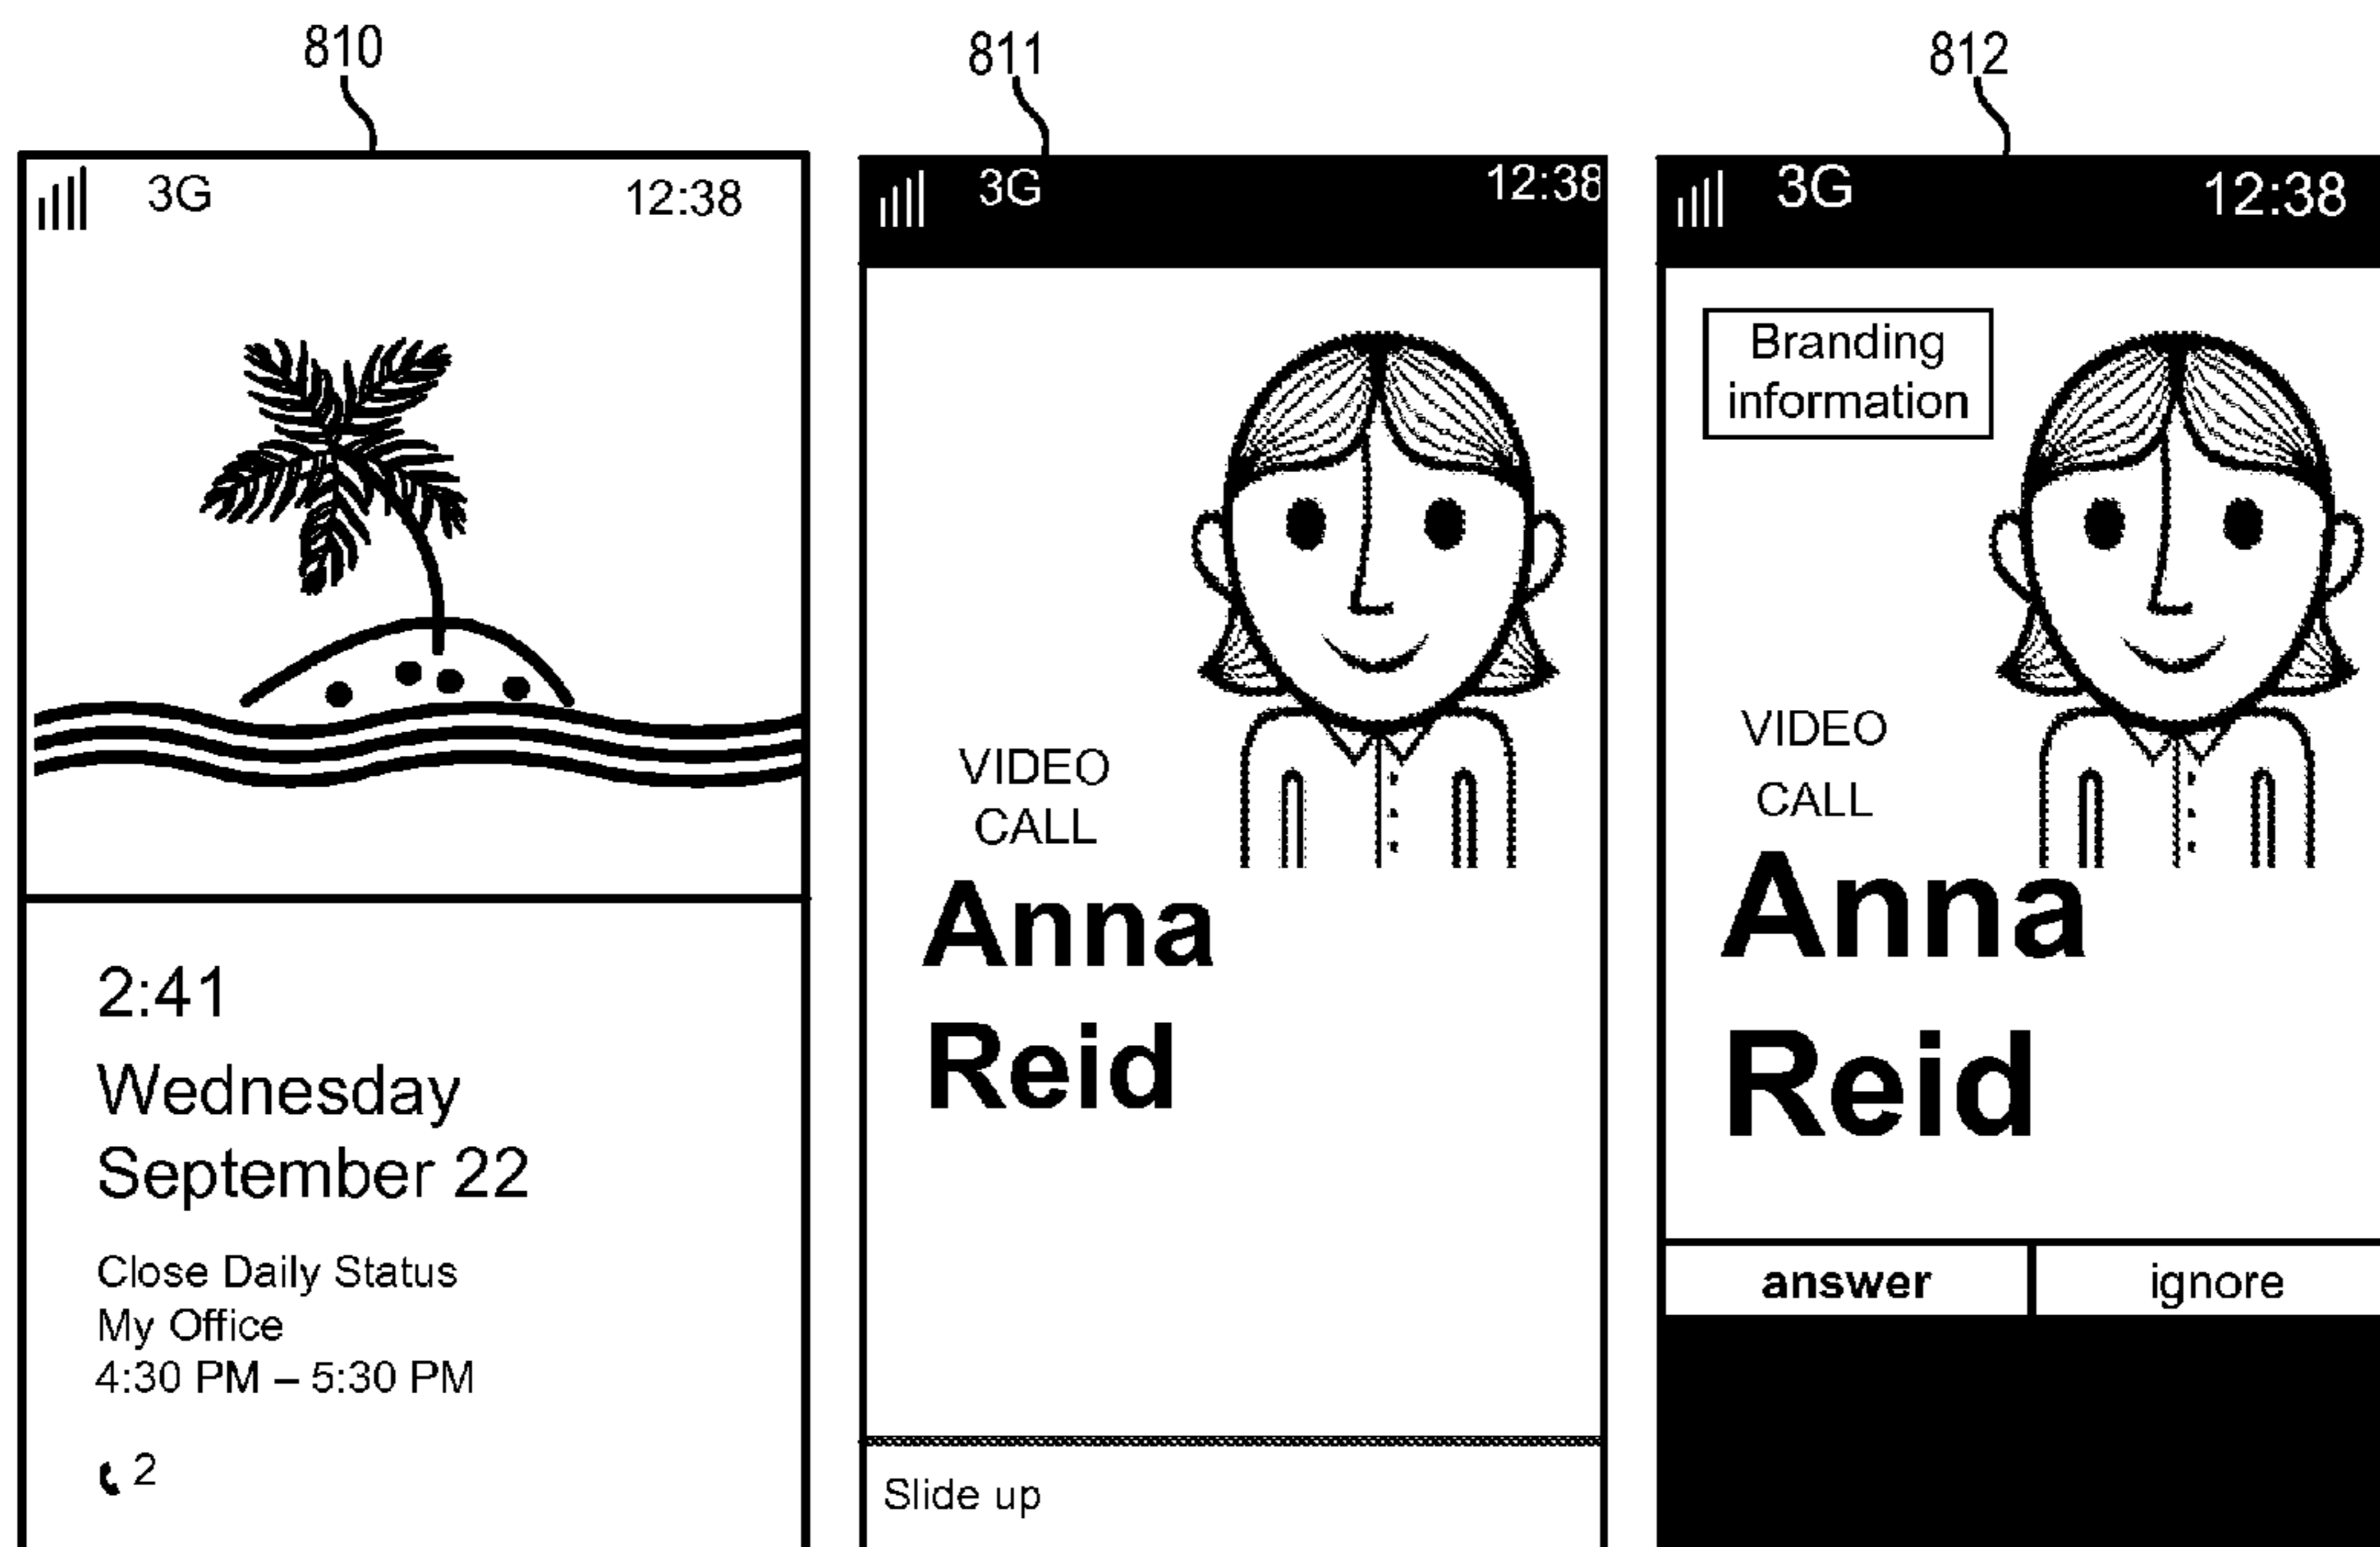 810
3G 12:38
2:41
Wednesday
September 22
Close Daily Status
My Office
4:30 PM – 5:30 PM
2
811
3G 12:38
VIDEO
CALL
Anna
Reid
Slide up
812
3G 12:38
Branding
information
VIDEO
CALL
Anna
Reid
answer ignore